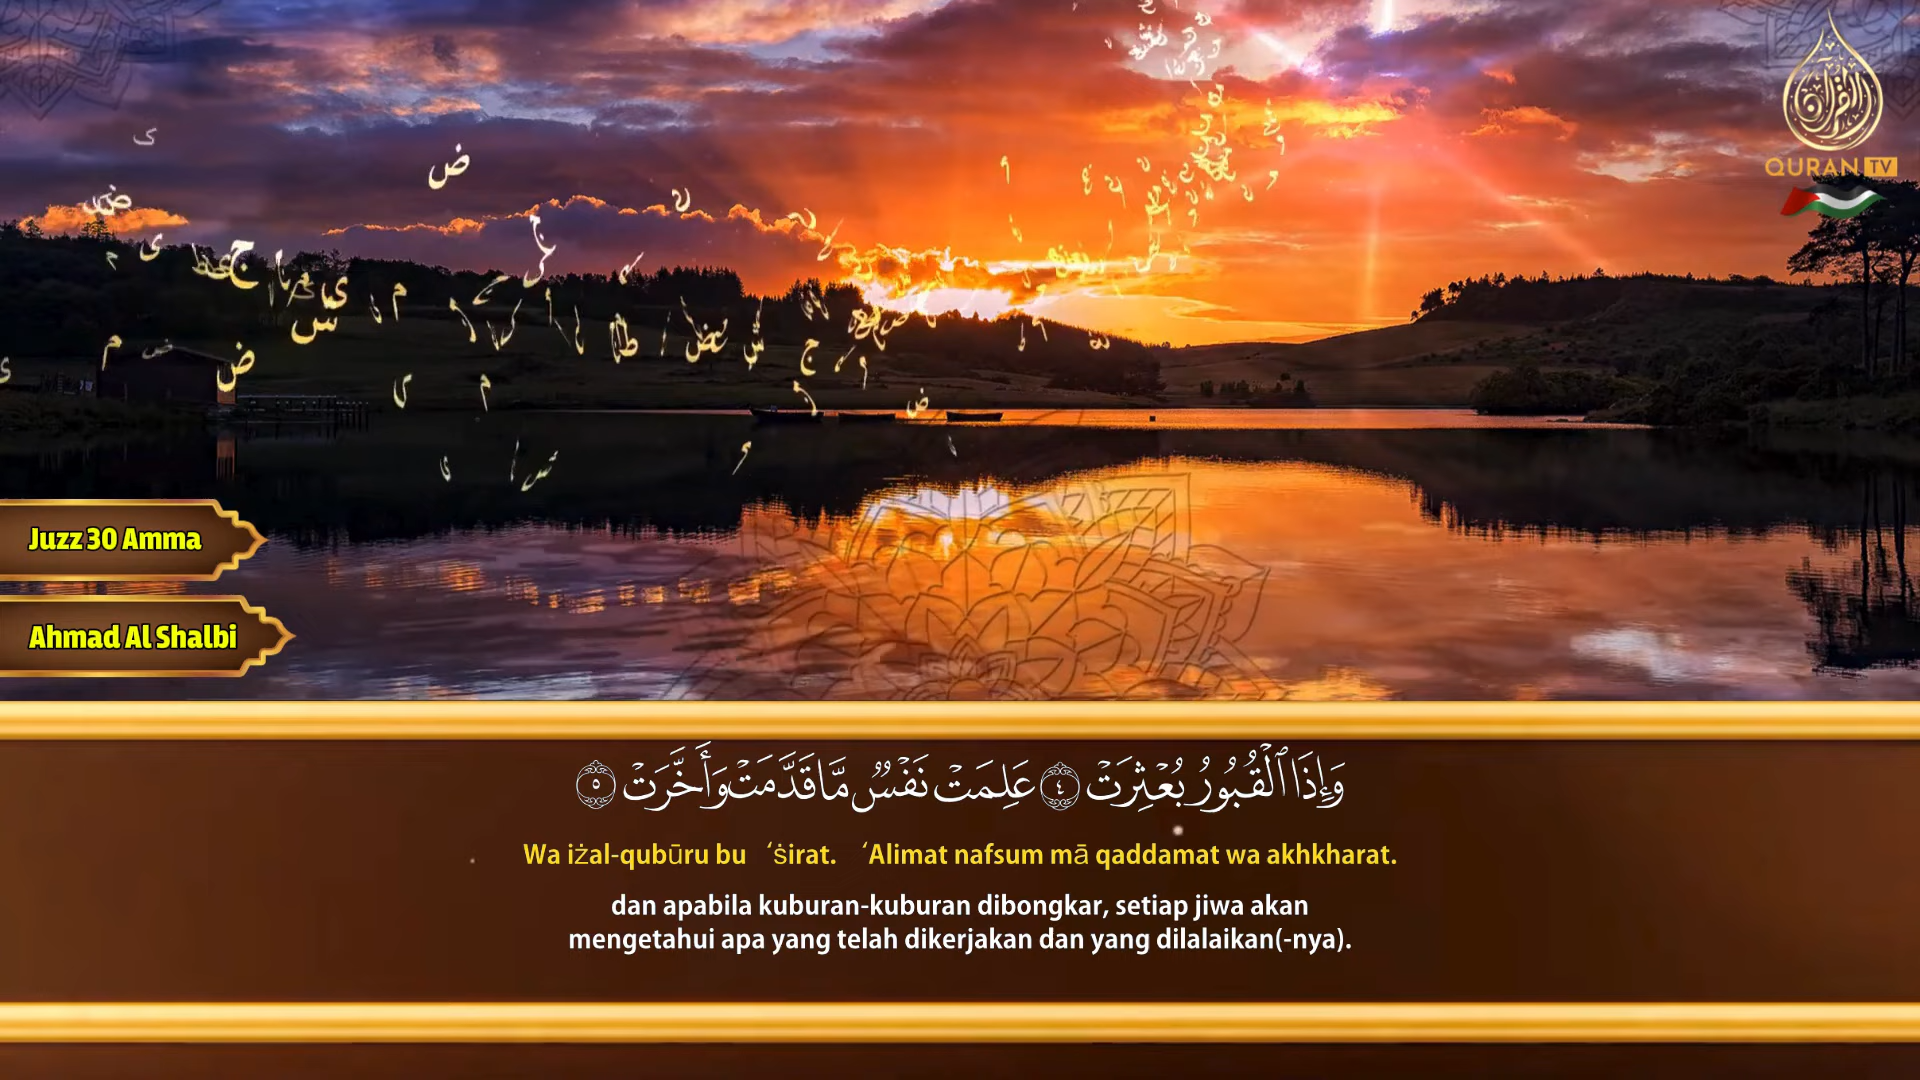 القرآن
QURAN TV
Juzz 30 Amma
Ahmad Al Shalbi
وَإِذَا ٱلْقُبُورُ بُعْثِرَتْ ٤ عَلِمَتْ نَفْسٌ مَّا قَدَّمَتْ وَأَخَّرَتْ ٥
Wa iżal-qubūru bu ‘ṡirat. ‘Alimat nafsum mā qaddamat wa akhkharat.
dan apabila kuburan-kuburan dibongkar, setiap jiwa akan
mengetahui apa yang telah dikerjakan dan yang dilalaikan(-nya).